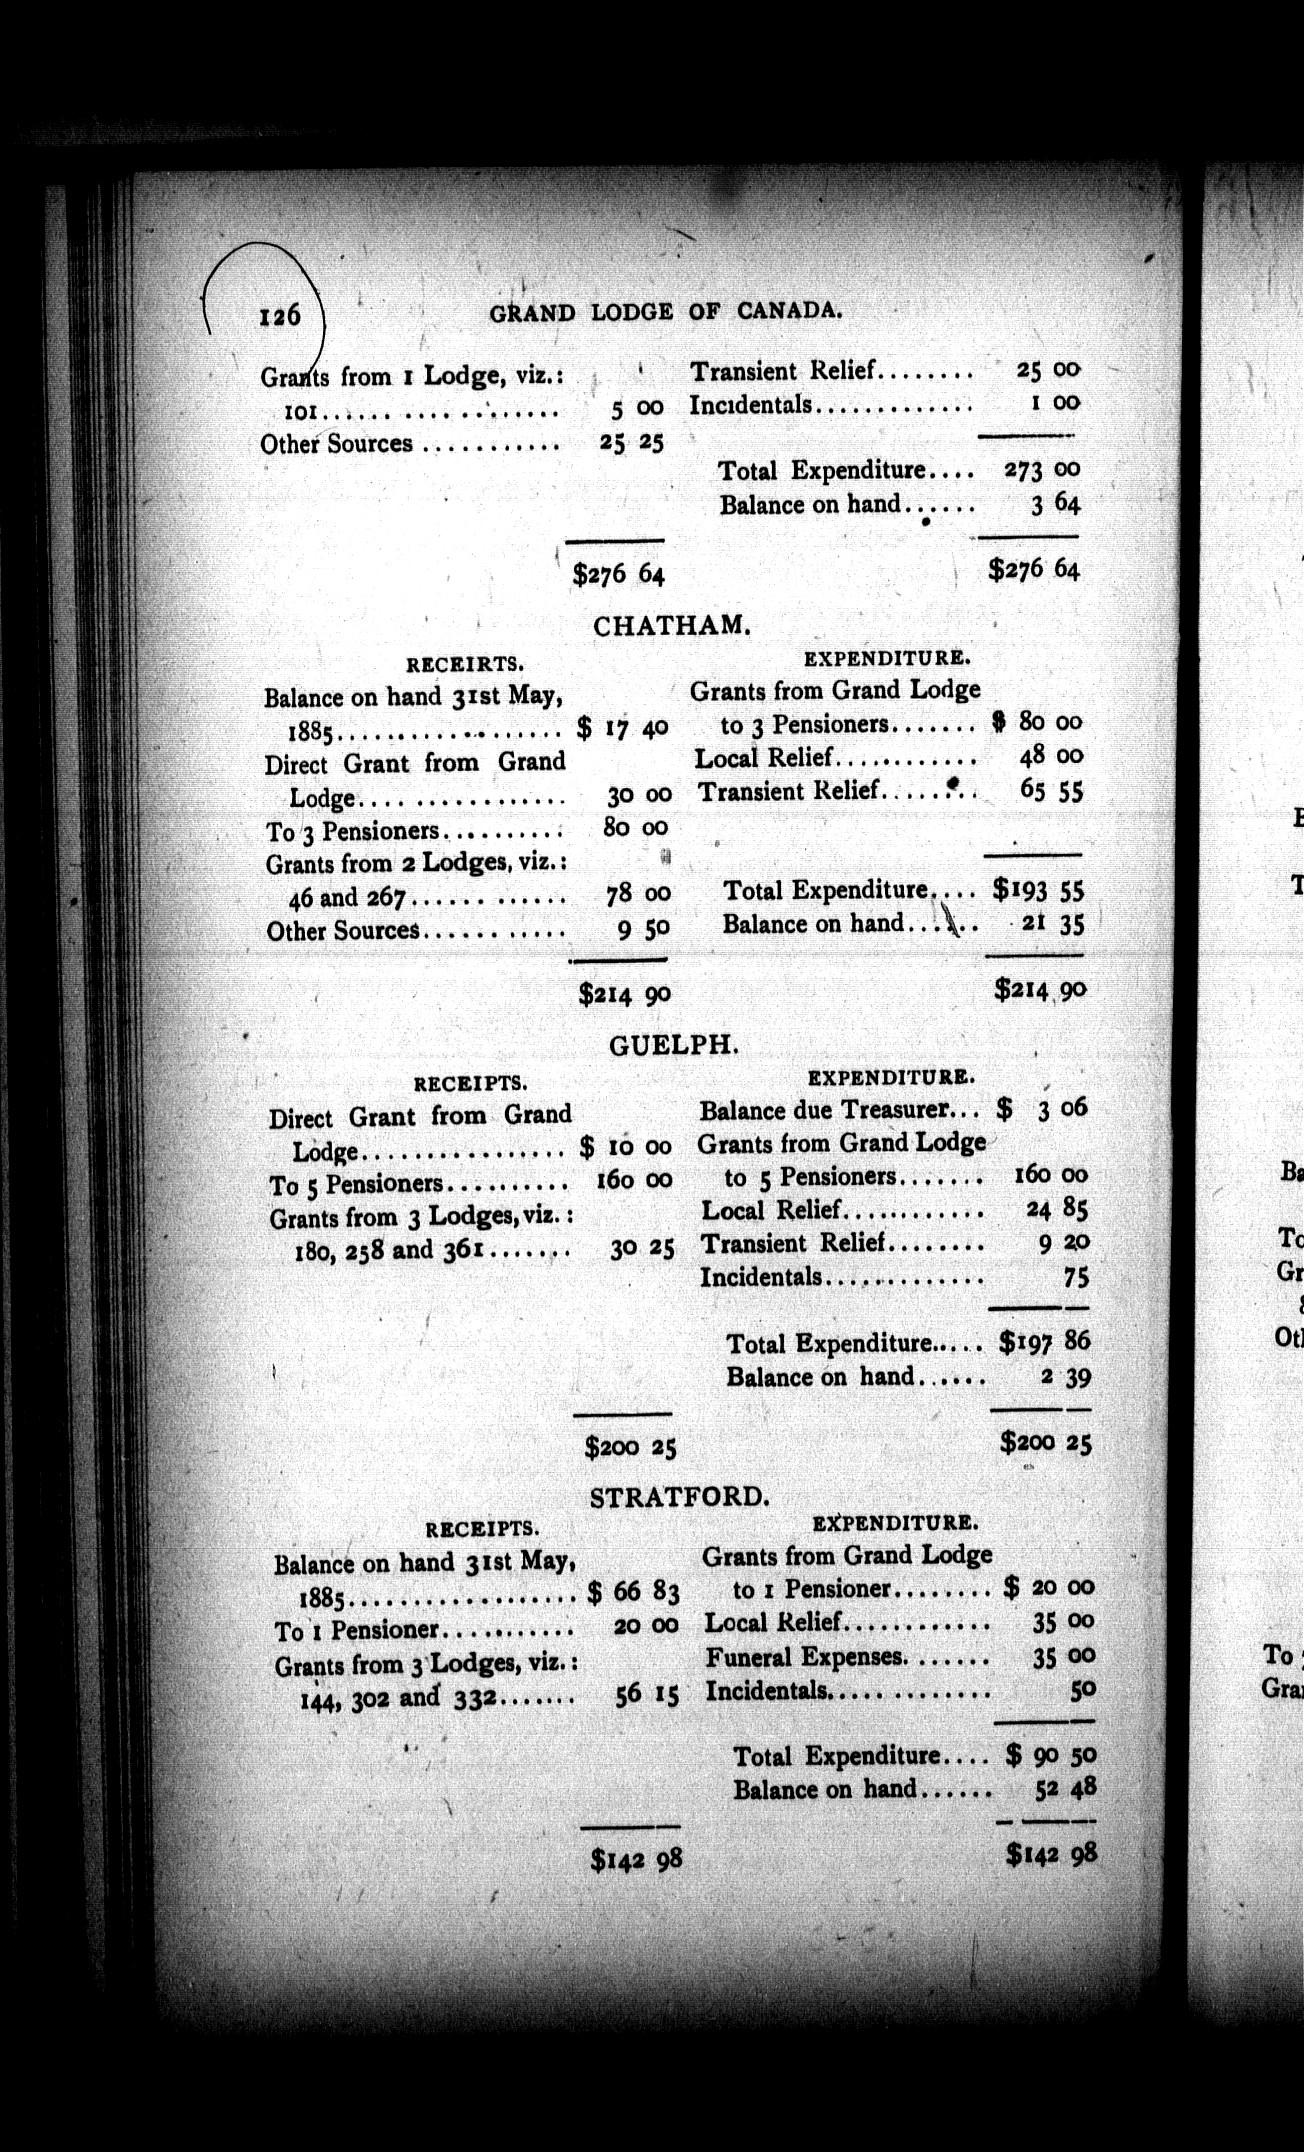 126 GRAND LODGE OF CANADA.
Grants from 1 Lodge, viz.:
101...... .... ........ 5 00
Other Sources ........... 25 25
$276 64
Transient Relief........ 25 00
Incidentals............. 1 00
Total Expenditure.... 273 00
Balance on hand...... 3 64
$276 64
CHATHAM.
RECEIRTS.
Balance on hand 31st May,
1885................... $ 17 40
Direct Grant from Grand
Lodge.... ............. 30 00
To 3 Pensioners.......... 80 00
Grants from 2 Lodges, viz.:
46 and 267...... ...... 78 00
Other Sources...... ..... 9 50
$214 90
EXPENDITURE.
Grants from Grand Lodge
to 3 Pensioners....... $ 80 00
Local Relief............ 48 00
Transient Relief........ 65 55
Total Expenditure.... $193 55
Balance on hand...... 21 35
$214 90
GUELPH.
RECEIPTS.
Direct Grant from Grand
Lodge................. $ 10 00
To 5 Pensioners.......... 160 00
Grants from 3 Lodges, viz.:
180, 258 and 361....... 30 25
$200 25
EXPENDITURE.
Balance due Treasurer... $ 3 06
Grants from Grand Lodge
to 5 Pensioners....... 160 00
Local Relief............ 24 85
Transient Relief........ 9 20
Incidentals............. 75
Total Expenditure..... $197 86
Balance on hand...... 2 39
$200 25
STRATFORD.
RECEIPTS.
Balance on hand 31st May,
1885................... $ 66 83
To 1 Pensioner........... 20 00
Grants from 3 Lodges, viz.:
144, 302 and 332....... 56 15
$142 98
EXPENDITURE.
Grants from Grand Lodge
to 1 Pensioner........ $ 20 00
Local Relief............ 35 00
Funeral Expenses. ...... 35 00
Incidentals..... ........ 50
Total Expenditure.... $ 90 50
Balance on hand...... 52 48
$142 98